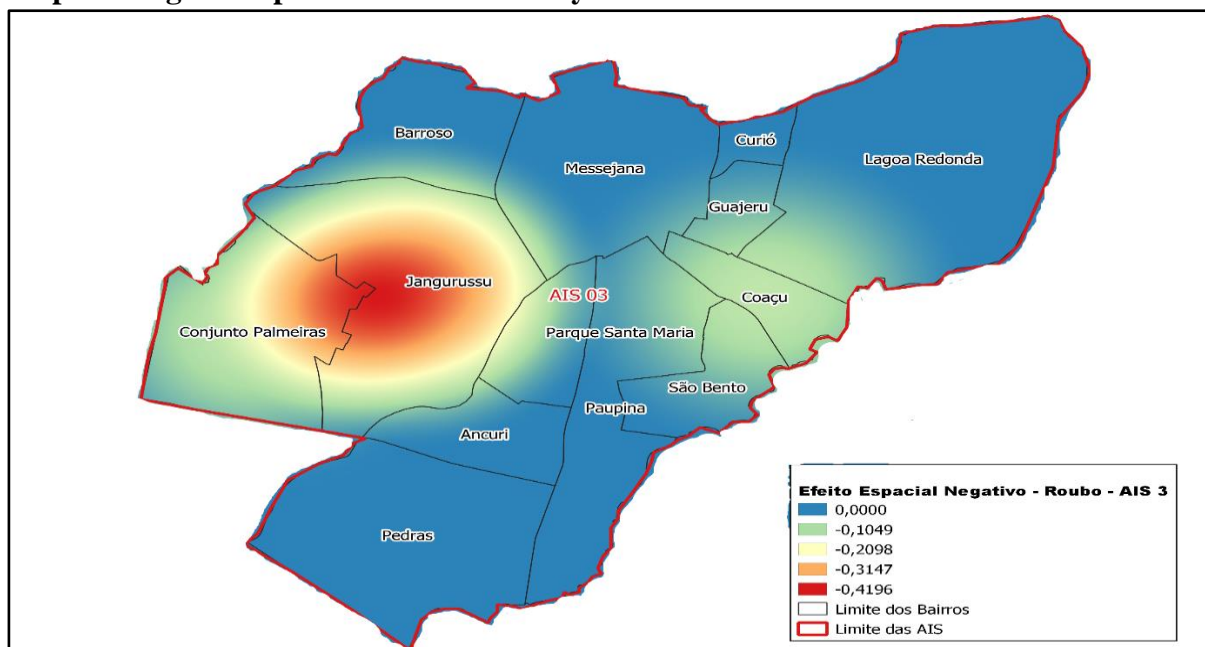 Barroso
Curió
Messejana
Lagoa Redonda
Guajeru
Jangurussu
AIS 03
Coaçu
Conjunto Palmeiras
Parque Santa Maria
São Bento
Paupina
Ancuri
Pedras
Efeito Espacial Negativo - Roubo - AIS 3
0,0000
-0,1049
-0,2098
-0,3147
-0,4196
Limite dos Bairros
Limite das AIS